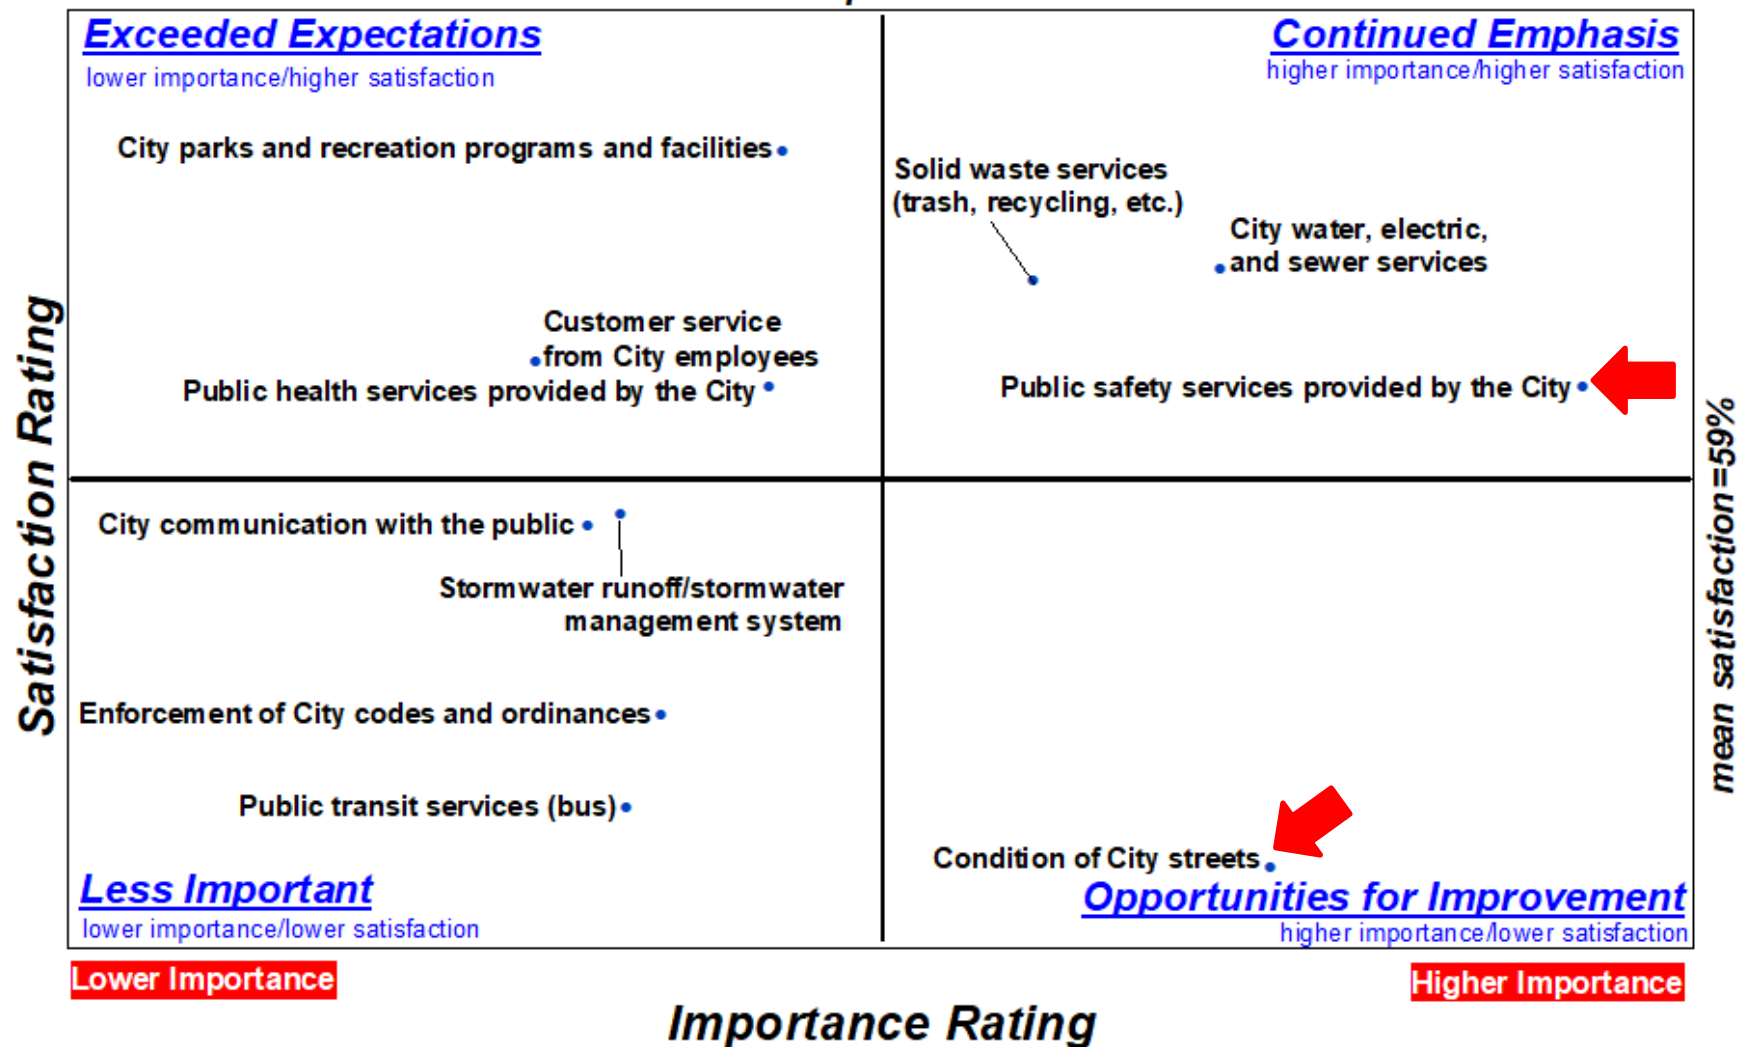 Exceeded Expectations
lower importance/higher satisfaction
Continued Emphasis
higher importance/higher satisfaction
City parks and recreation programs and facilities
Solid waste services
(trash, recycling, etc.)
City water, electric,
and sewer services
Customer service
from City employees
Public health services provided by the City
Public safety services provided by the City
City communication with the public
Stormwater runoff/stormwater
management system
Enforcement of City codes and ordinances
Public transit services (bus)
Condition of City streets
Less Important
lower importance/lower satisfaction
Opportunities for Improvement
higher importance/lower satisfaction
Satisfaction Rating
mean satisfaction=59%
Lower Importance
Higher Importance
Importance Rating